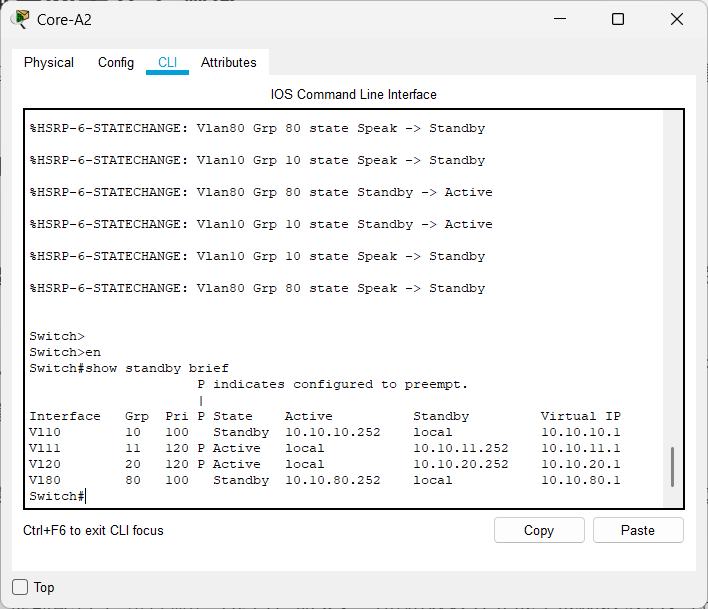 Core-A2
Physical Config CLI Attributes
IOS Command Line Interface
%HSRP-6-STATECHANGE: Vlan80 Grp 80 state Speak -> Standby
%HSRP-6-STATECHANGE: Vlan10 Grp 10 state Speak -> Standby
%HSRP-6-STATECHANGE: Vlan80 Grp 80 state Standby -> Active
%HSRP-6-STATECHANGE: Vlan10 Grp 10 state Standby -> Active
%HSRP-6-STATECHANGE: Vlan10 Grp 10 state Speak -> Standby
%HSRP-6-STATECHANGE: Vlan80 Grp 80 state Speak -> Standby
Switch>
Switch>en
Switch#show standby brief
P indicates configured to preempt.
|
Interface Grp Pri P State Active Standby Virtual IP
Vl10 10 100 Standby 10.10.10.252 local 10.10.10.1
Vl11 11 120 P Active local 10.10.11.252 10.10.11.1
Vl20 20 120 P Active local 10.10.20.252 10.10.20.1
Vl80 80 100 Standby 10.10.80.252 local 10.10.80.1
Switch#
Ctrl+F6 to exit CLI focus
Copy Paste
Top